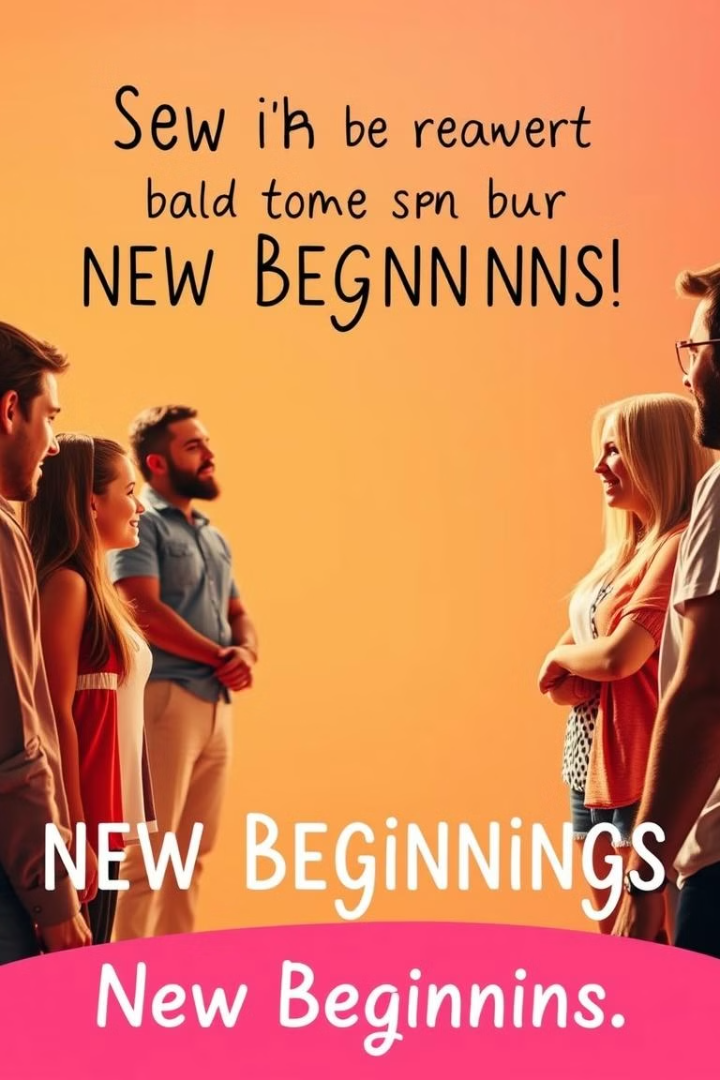 Sew i'h be reawert
bald tome spn bur
NEW BEGNNNNS!
NEW BEGiNNiNGS
New Beginnins.